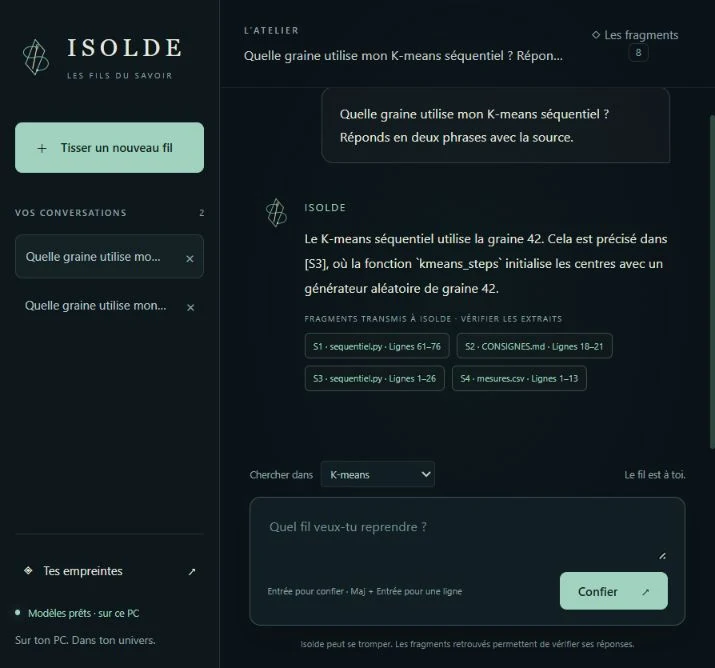 ISOLDE
LES FILS DU SAVOIR
+ Tisser un nouveau fil
VOS CONVERSATIONS 2
Quelle graine utilise mo... ×
Quelle graine utilise mon... ×
Tes empreintes ↗
Modèles prêts · sur ce PC
Sur ton PC. Dans ton univers.
L'ATELIER
Quelle graine utilise mon K-means séquentiel ? Répon...
◇ Les fragments
8
Quelle graine utilise mon K-means séquentiel ?
Réponds en deux phrases avec la source.
ISOLDE
Le K-means séquentiel utilise la graine 42. Cela est précisé dans
[S3], où la fonction `kmeans_steps` initialise les centres avec un
générateur aléatoire de graine 42.
FRAGMENTS TRANSMIS À ISOLDE · VÉRIFIER LES EXTRAITS
S1 · sequentiel.py · Lignes 61–76
S2 · CONSIGNES.md · Lignes 18–21
S3 · sequentiel.py · Lignes 1–26
S4 · mesures.csv · Lignes 1–13
Chercher dans K-means
Le fil est à toi.
Quel fil veux-tu reprendre ?
Entrée pour confier · Maj + Entrée pour une ligne
Confier ↗
Isolde peut se tromper. Les fragments retrouvés permettent de vérifier ses réponses.